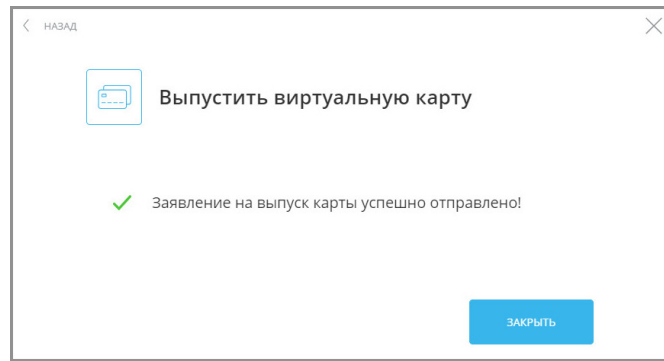 НАЗАД
Выпустить виртуальную карту
Заявление на выпуск карты успешно отправлено!
ЗАКРЫТЬ